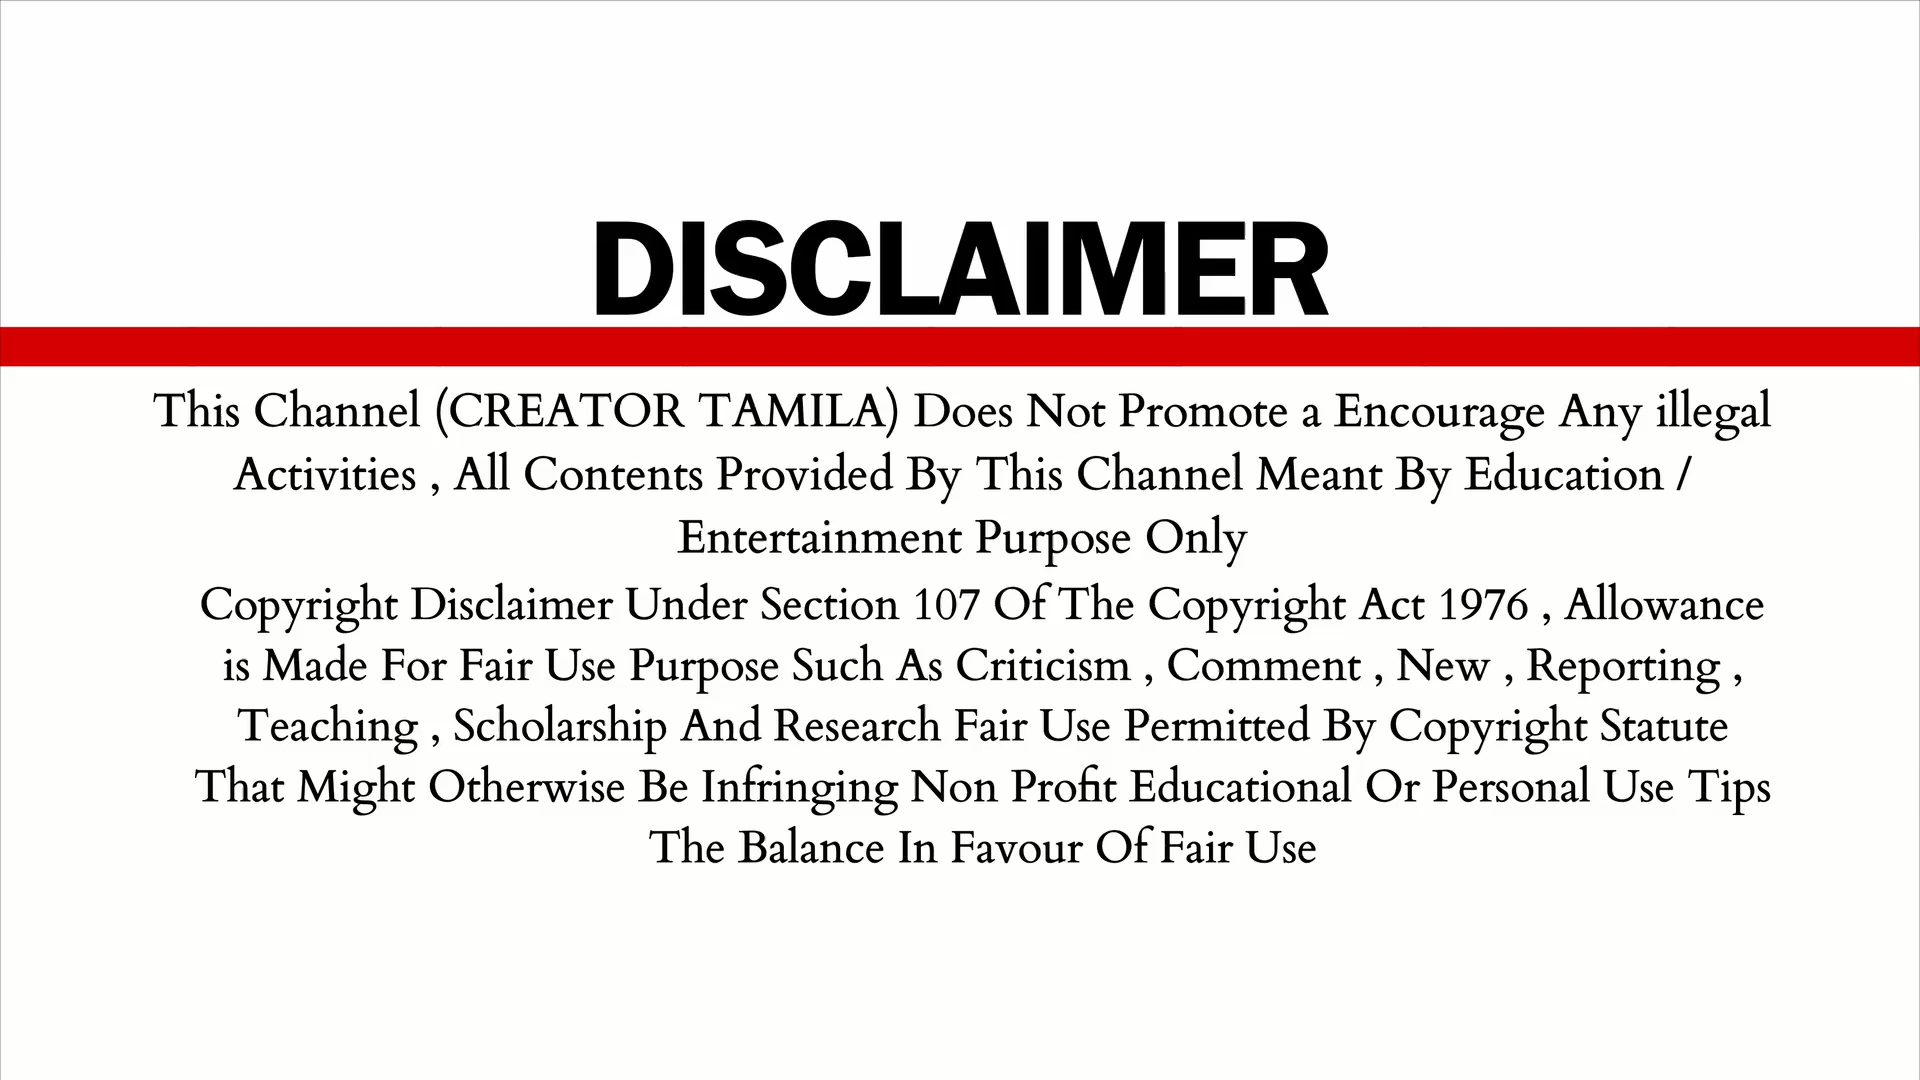 DISCLAIMER
This Channel (CREATOR TAMILA) Does Not Promote a Encourage Any illegal
Activities , All Contents Provided By This Channel Meant By Education /
Entertainment Purpose Only
Copyright Disclaimer Under Section 107 Of The Copyright Act 1976 , Allowance
is Made For Fair Use Purpose Such As Criticism , Comment , New , Reporting ,
Teaching , Scholarship And Research Fair Use Permitted By Copyright Statute
That Might Otherwise Be Infringing Non Profit Educational Or Personal Use Tips
The Balance In Favour Of Fair Use